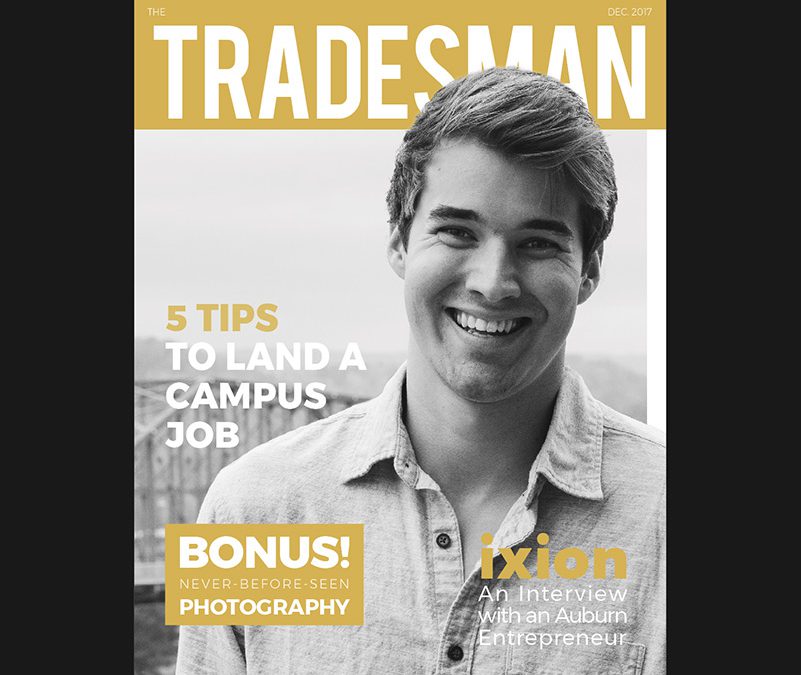 THE
DEC. 2017
TRADESMAN
5 TIPS
TO LAND A
CAMPUS
JOB
BONUS!
NEVER-BEFORE-SEEN
PHOTOGRAPHY
ixion
An Interview
with an Auburn
Entrepreneur